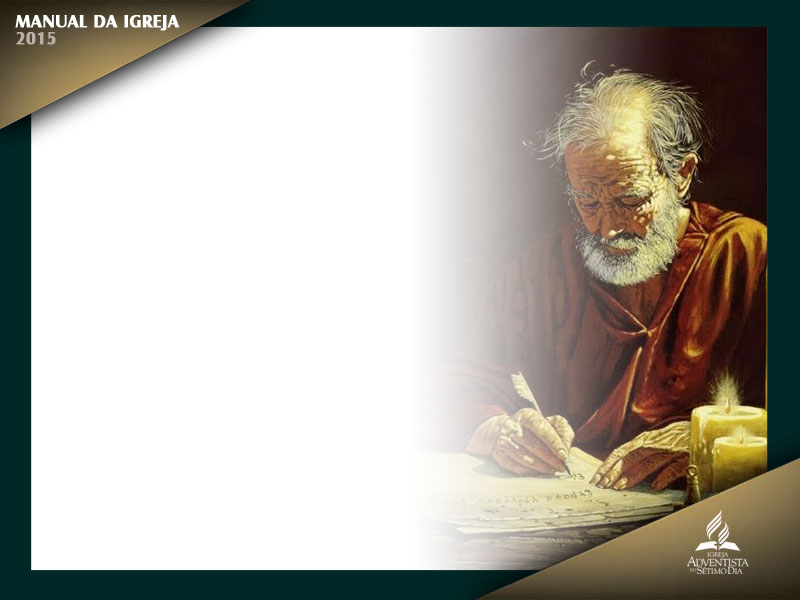 MANUAL DA IGREJA
2015
IGREJA
ADVENTISTA
DO SÉTIMO DIA